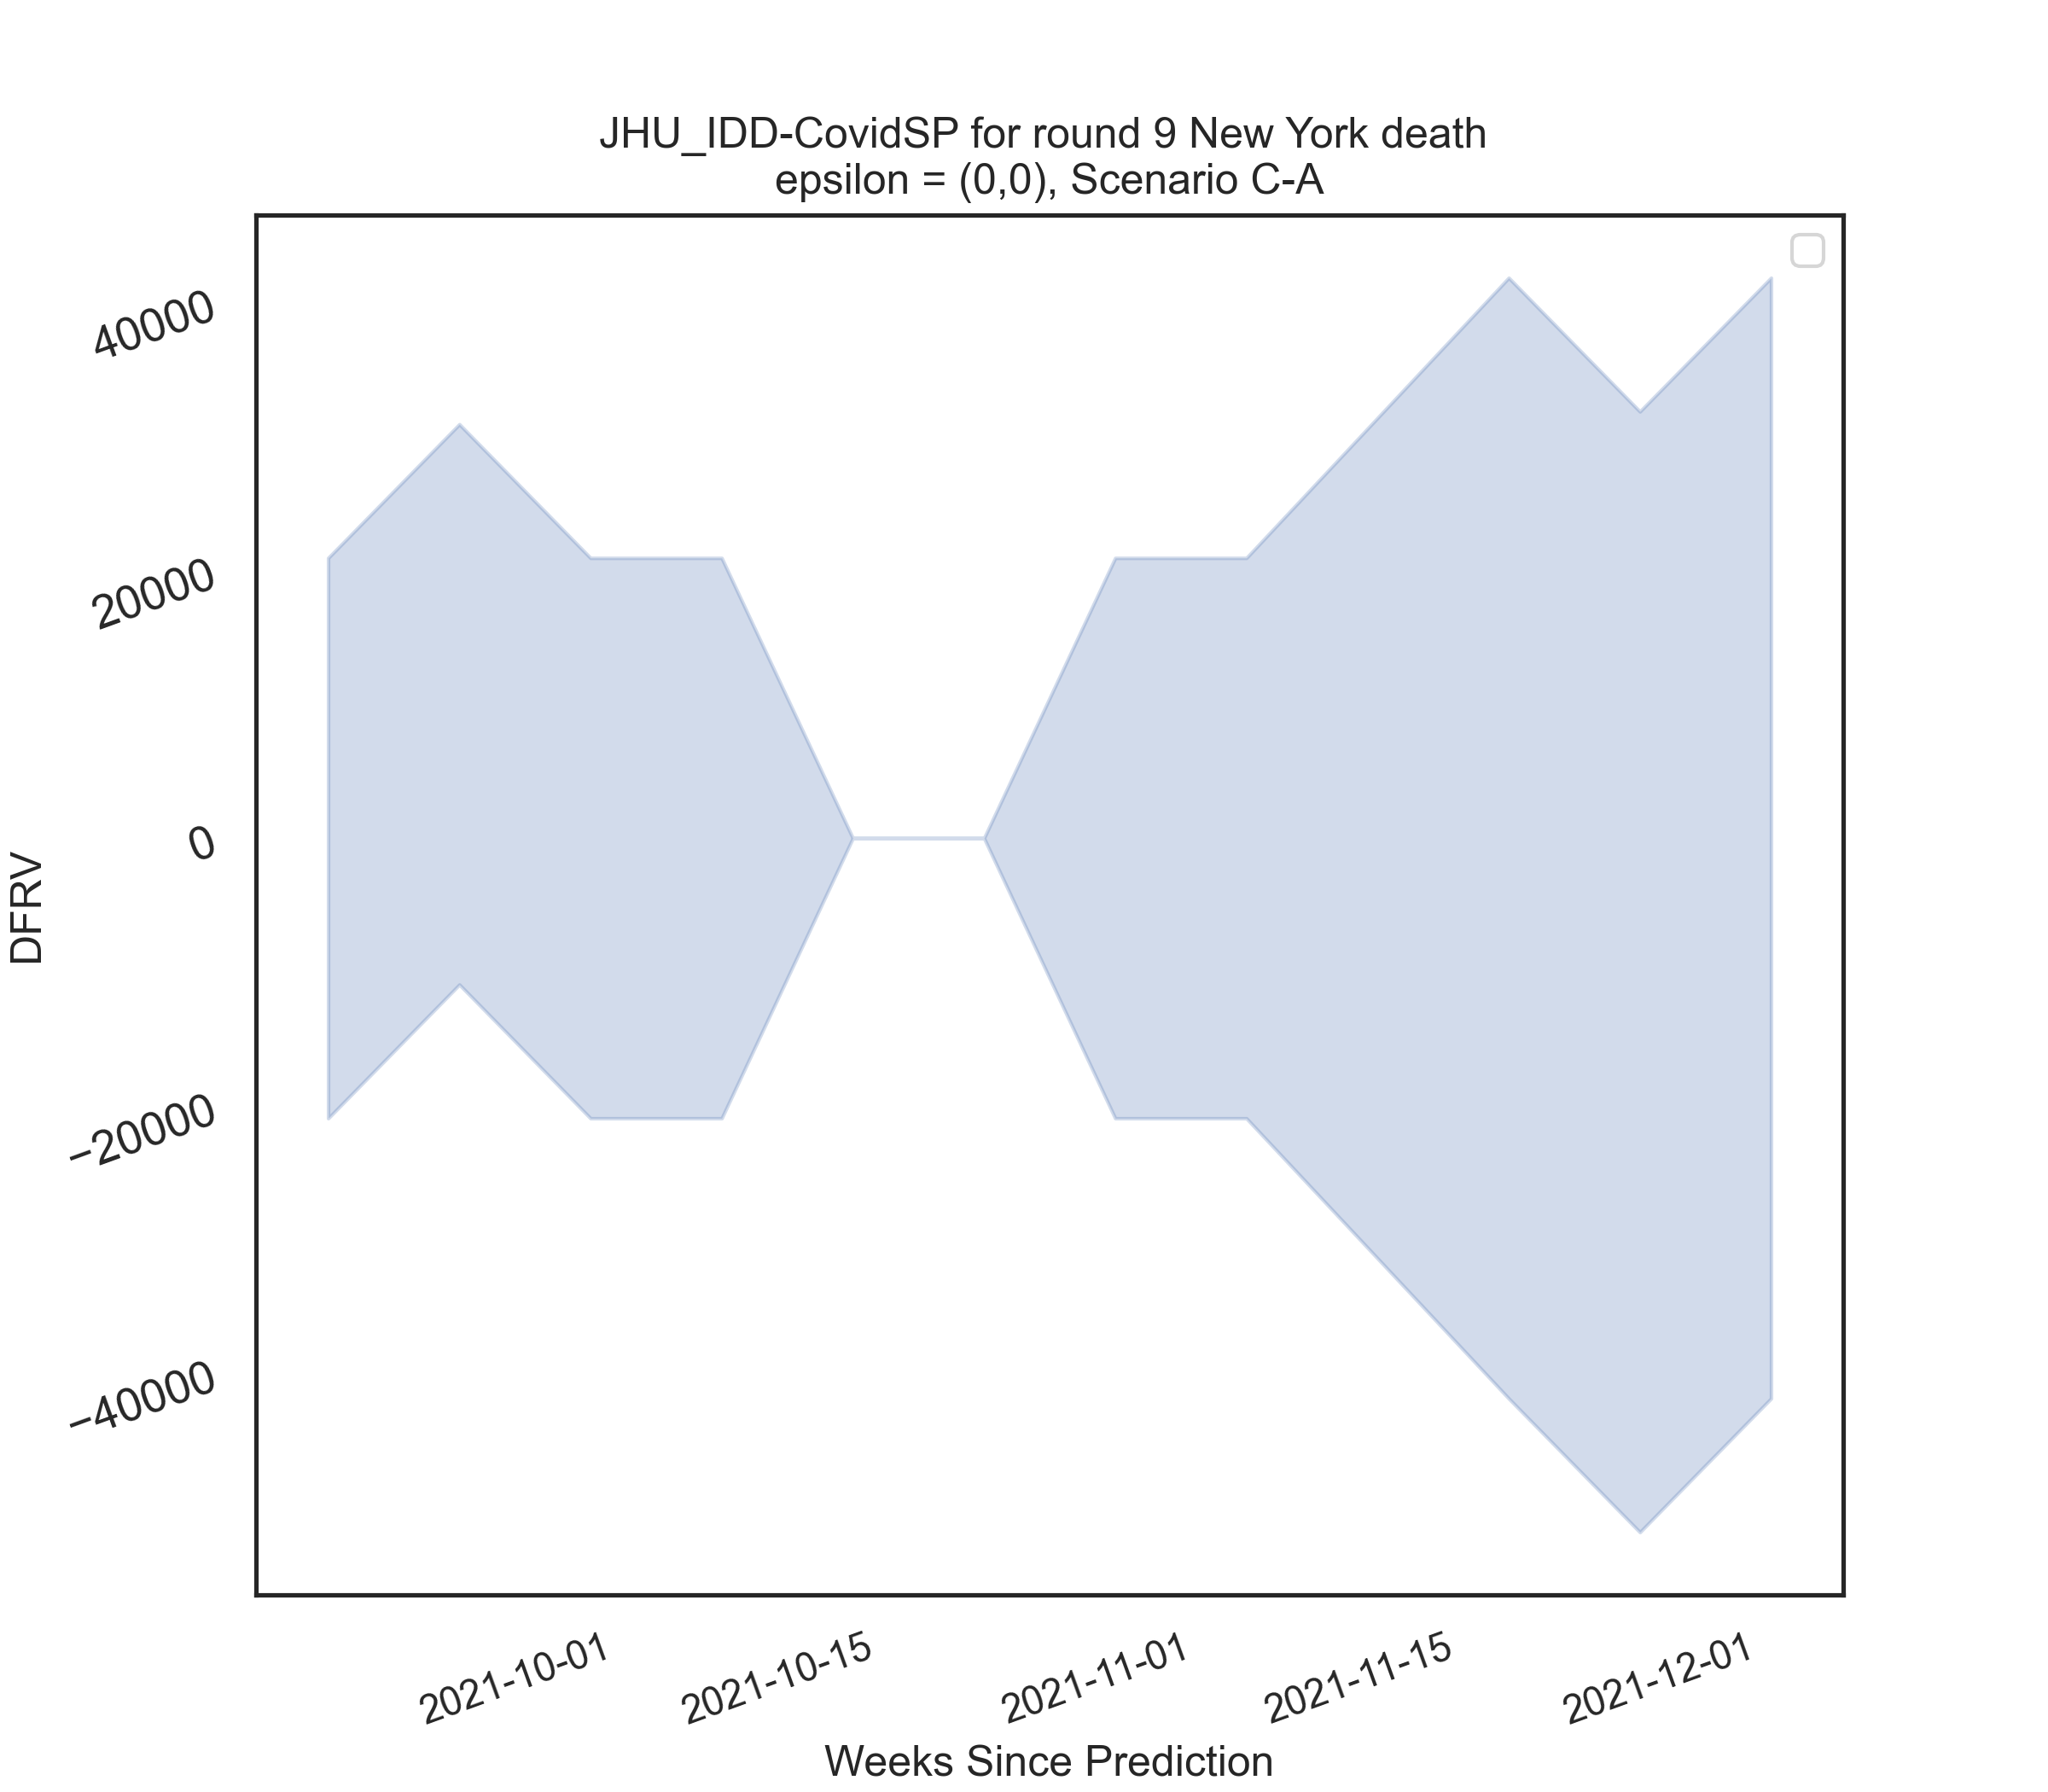 JHU_IDD-CovidSP for round 9 New York death
epsilon = (0,0), Scenario C-A
40000
20000
0
−20000
−40000
DFRV
2021-10-01
2021-10-15
2021-11-01
2021-11-15
2021-12-01
Weeks Since Prediction